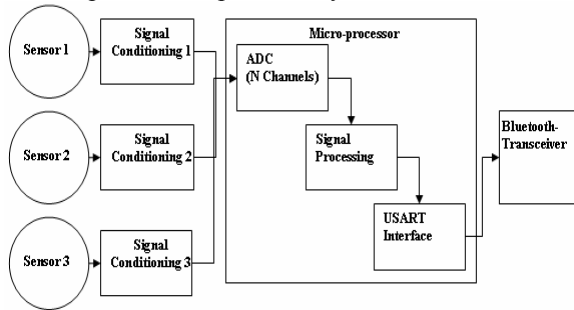 Sensor 1
Signal
Conditioning 1
Micro-processor
ADC
(N Channels)
Sensor 2
Signal
Conditioning 2
Signal
Processing
Bluetooth-
Transceiver
USART
Interface
Sensor 3
Signal
Conditioning 3